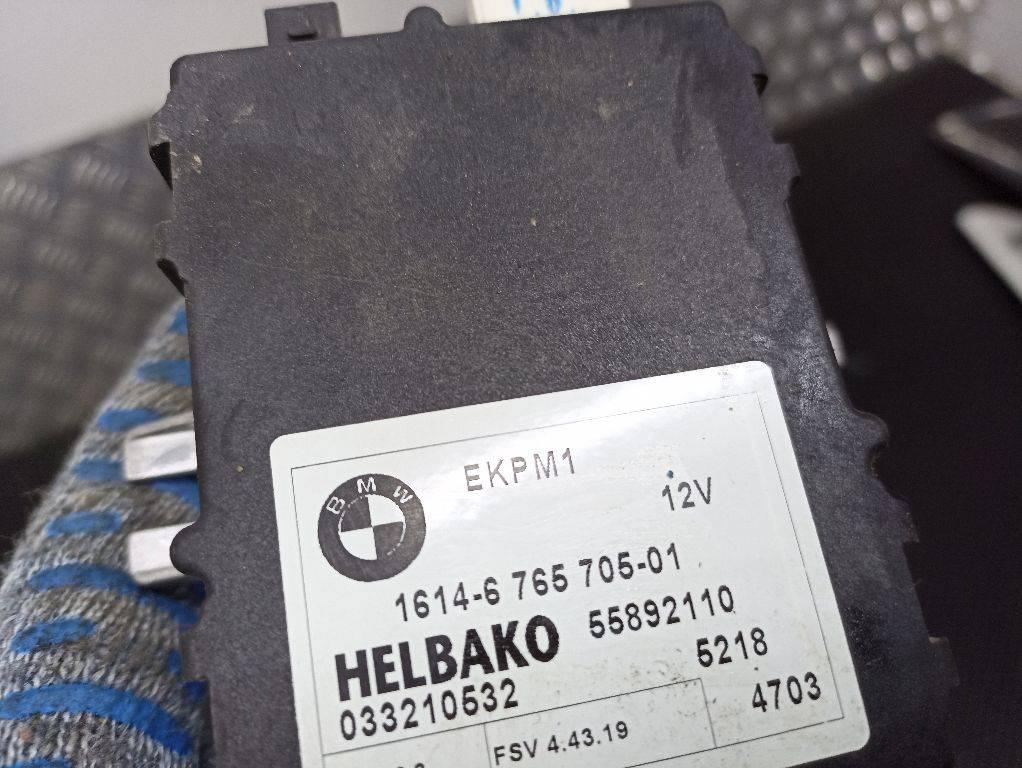 BMW
EKPM1
12V
1614-6 765 705-01
HELBAKO 55892110
033210532 5218
FSV 4.43.19 4703